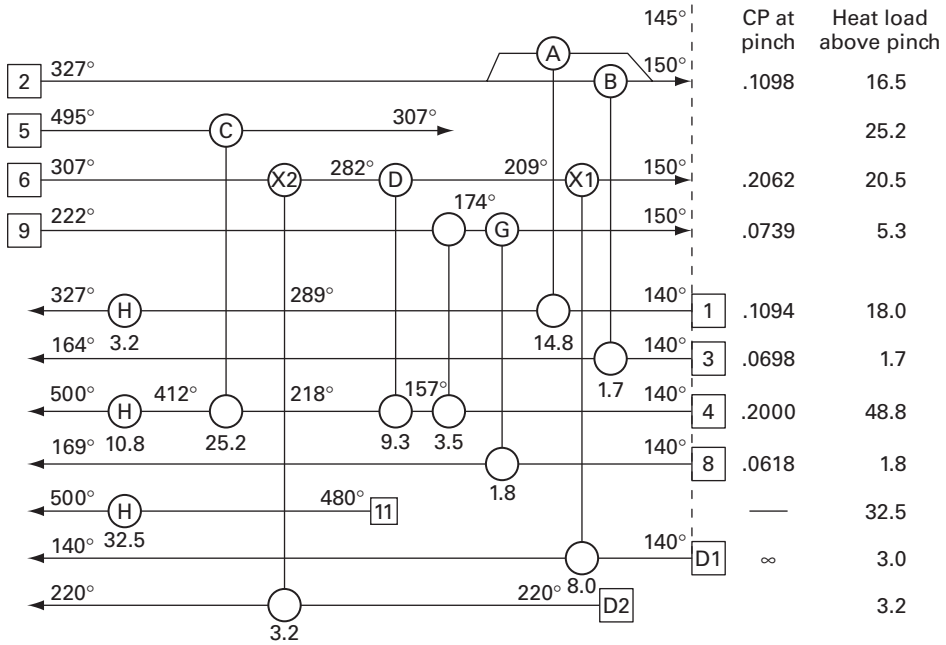 145° CP at pinch Heat load above pinch
A
2 327° B 150° .1098 16.5
5 495° C 307° 25.2
6 307° X2 282° D 209° X1 150° .2062 20.5
9 222° 174° G 150° .0739 5.3
327° H 289° 140° 1 .1094 18.0
3.2 14.8
164° 140° 3 .0698 1.7
1.7
500° H 412° 218° 157° 140° 4 .2000 48.8
10.8 25.2 9.3 3.5
169° 140° 8 .0618 1.8
1.8
500° H 480° 11 — 32.5
32.5
140° 140° D1 ∞ 3.0
8.0
220° 220° D2 3.2
3.2